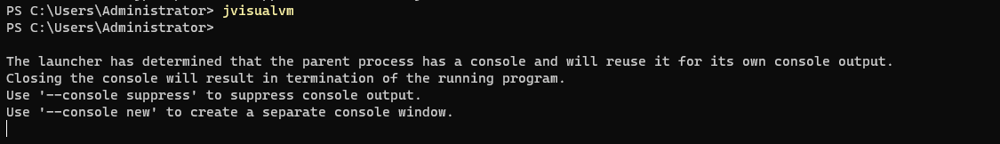 PS C:\Users\Administrator> jvisualvm
PS C:\Users\Administrator>
The launcher has determined that the parent process has a console and will reuse it for its own console output.
Closing the console will result in termination of the running program.
Use '--console suppress' to suppress console output.
Use '--console new' to create a separate console window.